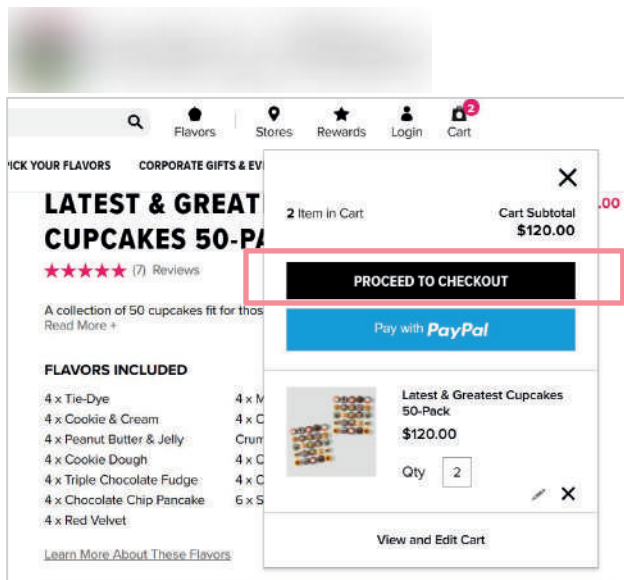 2
Flavors
Stores
Rewards
Login
Cart
PICK YOUR FLAVORS
CORPORATE GIFTS & EV
LATEST & GREAT
CUPCAKES 50-PA
(7) Reviews
A collection of 50 cupcakes fit for thos
Read More +
FLAVORS INCLUDED
4 x Tie-Dye
4 x Cookie & Cream
4 x Peanut Butter & Jelly
4 x Cookie Dough
4 x Triple Chocolate Fudge
4 x Chocolate Chip Pancake
4 x Red Velvet
4 x M
4 x C
Crum
4 x C
4 x C
6 x S
Learn More About These Flavors
.00
2 Item in Cart
Cart Subtotal
$120.00
PROCEED TO CHECKOUT
Pay with PayPal
Latest & Greatest Cupcakes
50-Pack
$120.00
Qty 2
View and Edit Cart